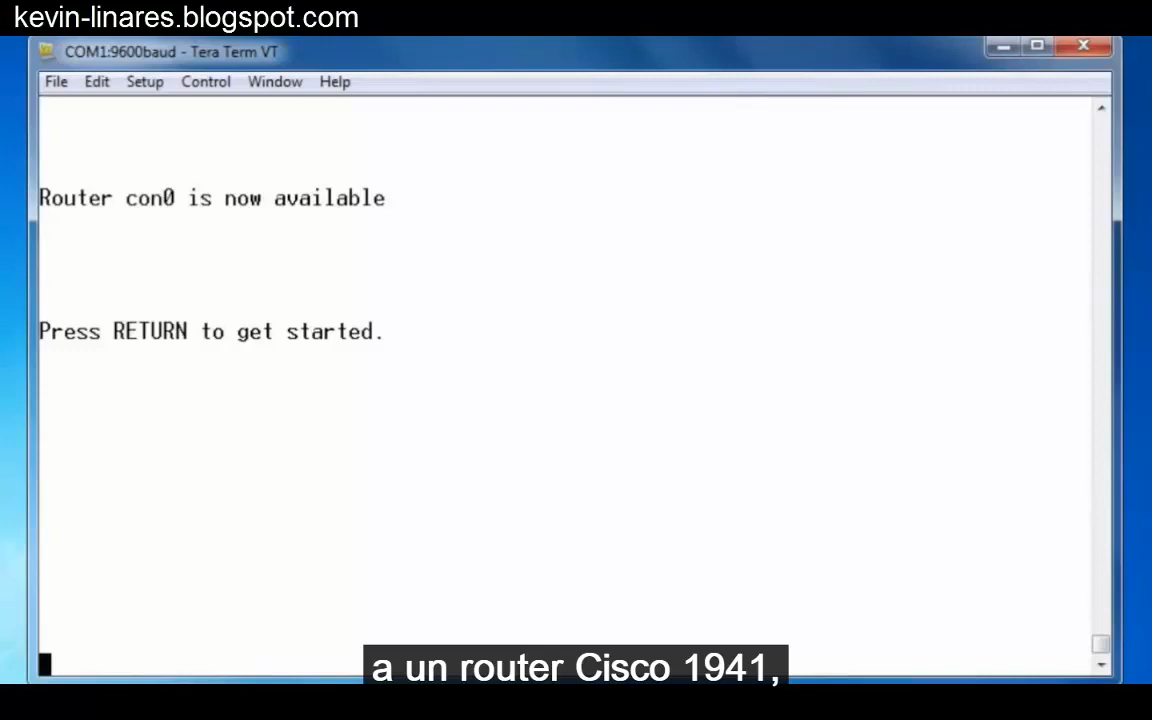 kevin-linares.blogspot.com
COM1:9600baud - Tera Term VT
File Edit Setup Control Window Help
Router con0 is now available
Press RETURN to get started.
a un router Cisco 1941,